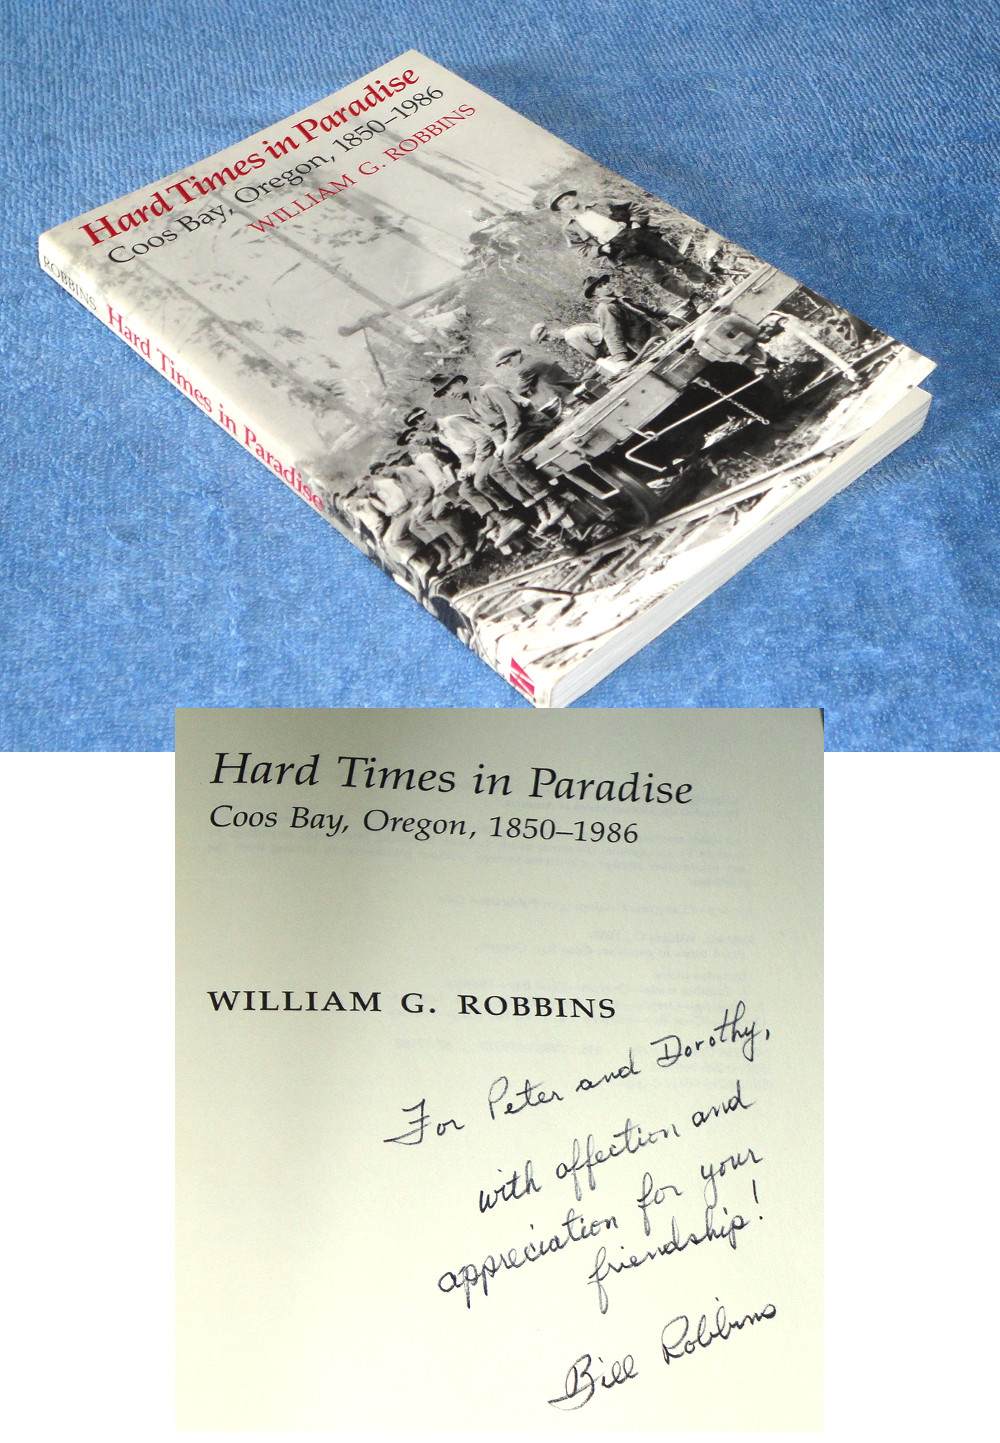 Hard Times in Paradise
Coos Bay, Oregon, 1850–1986
WILLIAM G. ROBBINS
ROBBINS Hard Times in Paradise
Hard Times in Paradise
Coos Bay, Oregon, 1850–1986
WILLIAM G. ROBBINS
For Peter and Dorothy,
with affection and
appreciation for your
friendship!
Bill Robbins